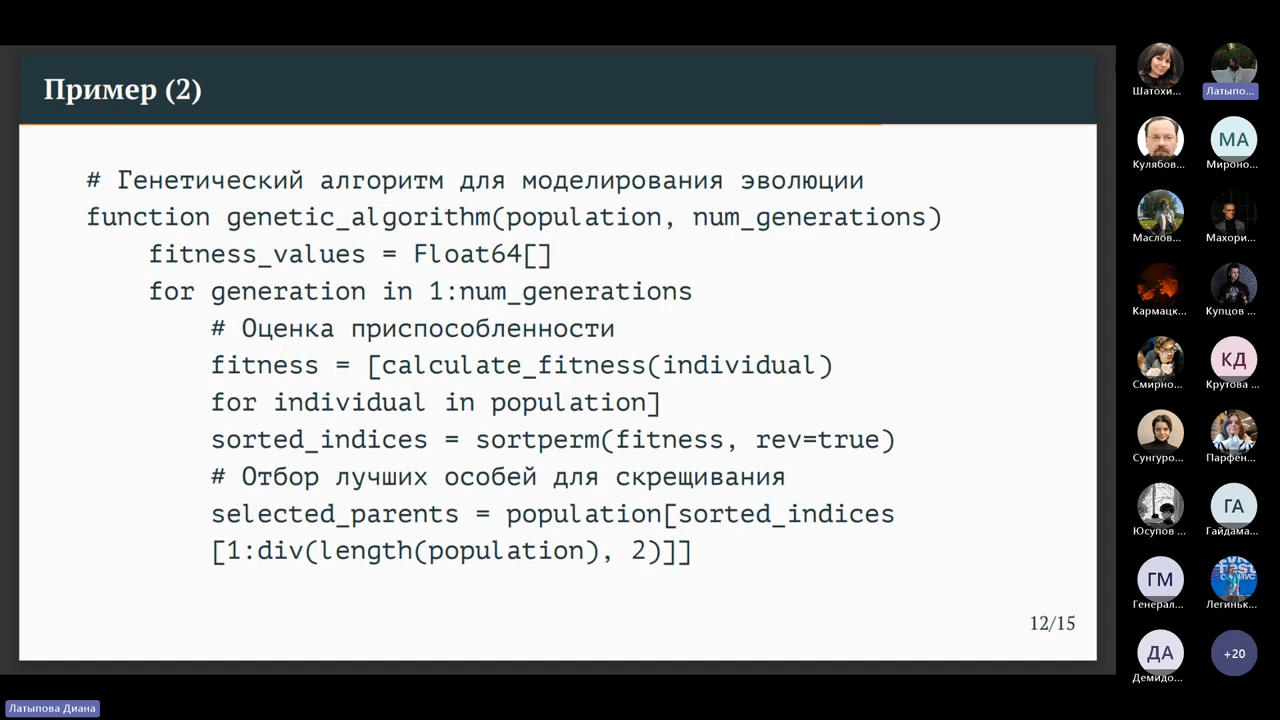 Пример (2)
# Генетический алгоритм для моделирования эволюции
function genetic_algorithm(population, num_generations)
fitness_values = Float64[]
for generation in 1:num_generations
# Оценка приспособленности
fitness = [calculate_fitness(individual)
for individual in population]
sorted_indices = sortperm(fitness, rev=true)
# Отбор лучших особей для скрещивания
selected_parents = population[sorted_indices
[1:div(length(population), 2)]]
12/15
Шатохи...
Латыпо...
Кулябов...
МА
Мироно...
Маслов...
Махори...
Кармацк...
Купцов ...
Смирно...
КД
Крутова ...
Сунгуро...
Парфён...
Юсупов ...
ГА
Гайдама...
ГМ
Генерал...
Легиньк...
ДА
Демидо...
+20
Латыпова Диана